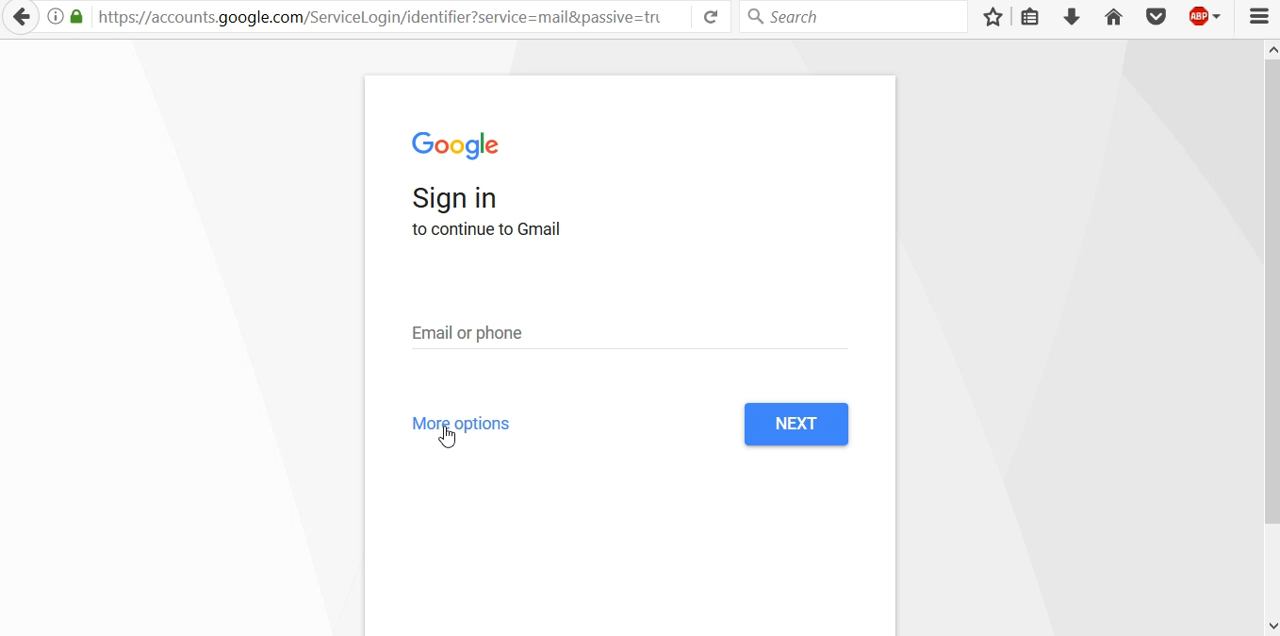 https://accounts.google.com/ServiceLogin/identifier?service=mail&passive=tru
Search
ABP
Google
Sign in
to continue to Gmail
Email or phone
More options
NEXT